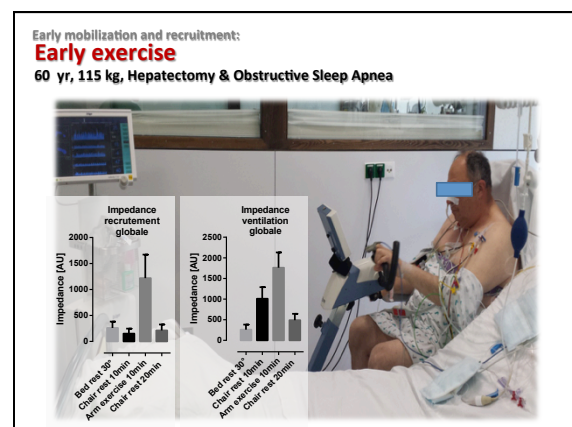 Early mobilization and recruitment:
Early exercise
60 yr, 115 kg, Hepatectomy & Obstructive Sleep Apnea
Impedance
recrutement
globale
Impedance [AU]
2000
1500
1000
500
0
Bed rest 30°
Chair rest 10min
Arm exercise 10min
Chair rest 20min
Impedance
ventilation
globale
Impedance [AU]
2500
2000
1500
1000
500
0
Bed rest 30°
Chair rest 10min
Arm exercise 10min
Chair rest 20min